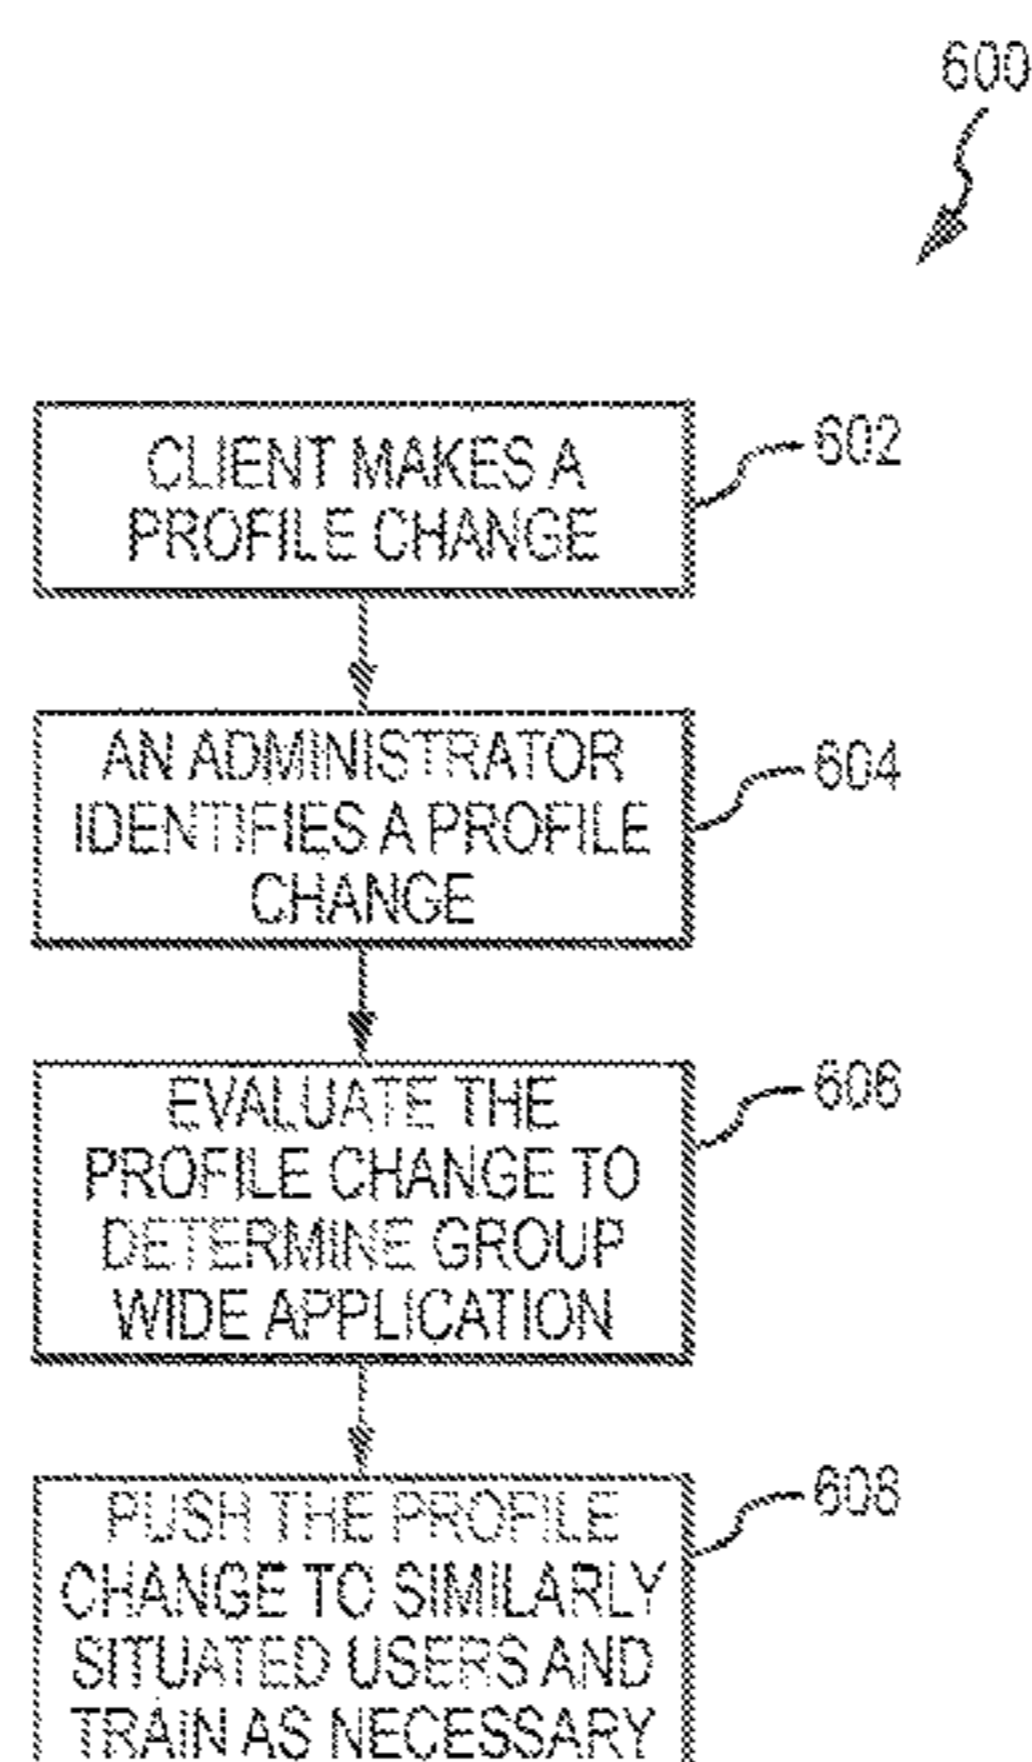 600
CLIENT MAKES A
PROFILE CHANGE
602
AN ADMINISTRATOR
IDENTIFIES A PROFILE
CHANGE
604
EVALUATE THE
PROFILE CHANGE TO
DETERMINE GROUP
WIDE APPLICATION
606
PUSH THE PROFILE
CHANGE TO SIMILARLY
SITUATED USERS AND
TRAIN AS NECESSARY
608